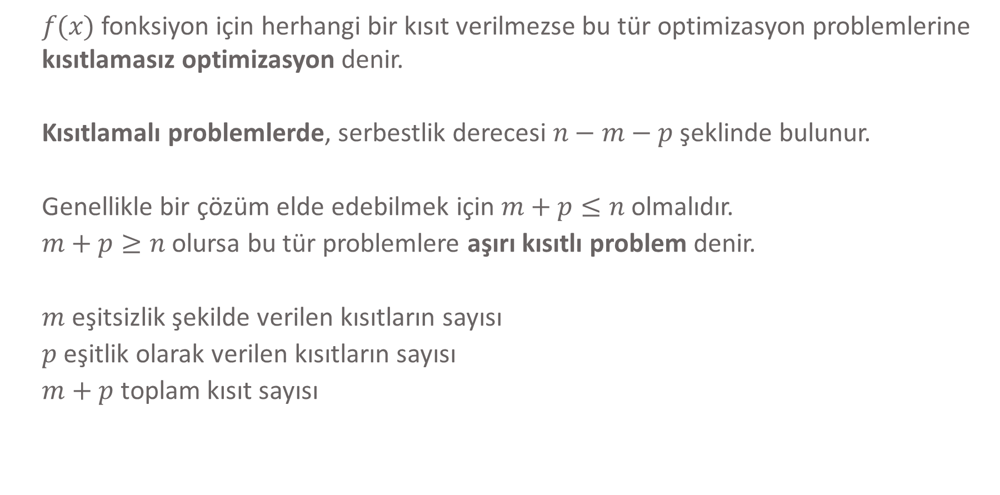 f(x) fonksiyon için herhangi bir kısıt verilmezse bu tür optimizasyon problemlerine
kısıtlamasız optimizasyon denir.
Kısıtlamalı problemlerde, serbestlik derecesi n − m − p şeklinde bulunur.
Genellikle bir çözüm elde edebilmek için m + p ≤ n olmalıdır.
m + p ≥ n olursa bu tür problemlere aşırı kısıtlı problem denir.
m eşitsizlik şekilde verilen kısıtların sayısı
p eşitlik olarak verilen kısıtların sayısı
m + p toplam kısıt sayısı